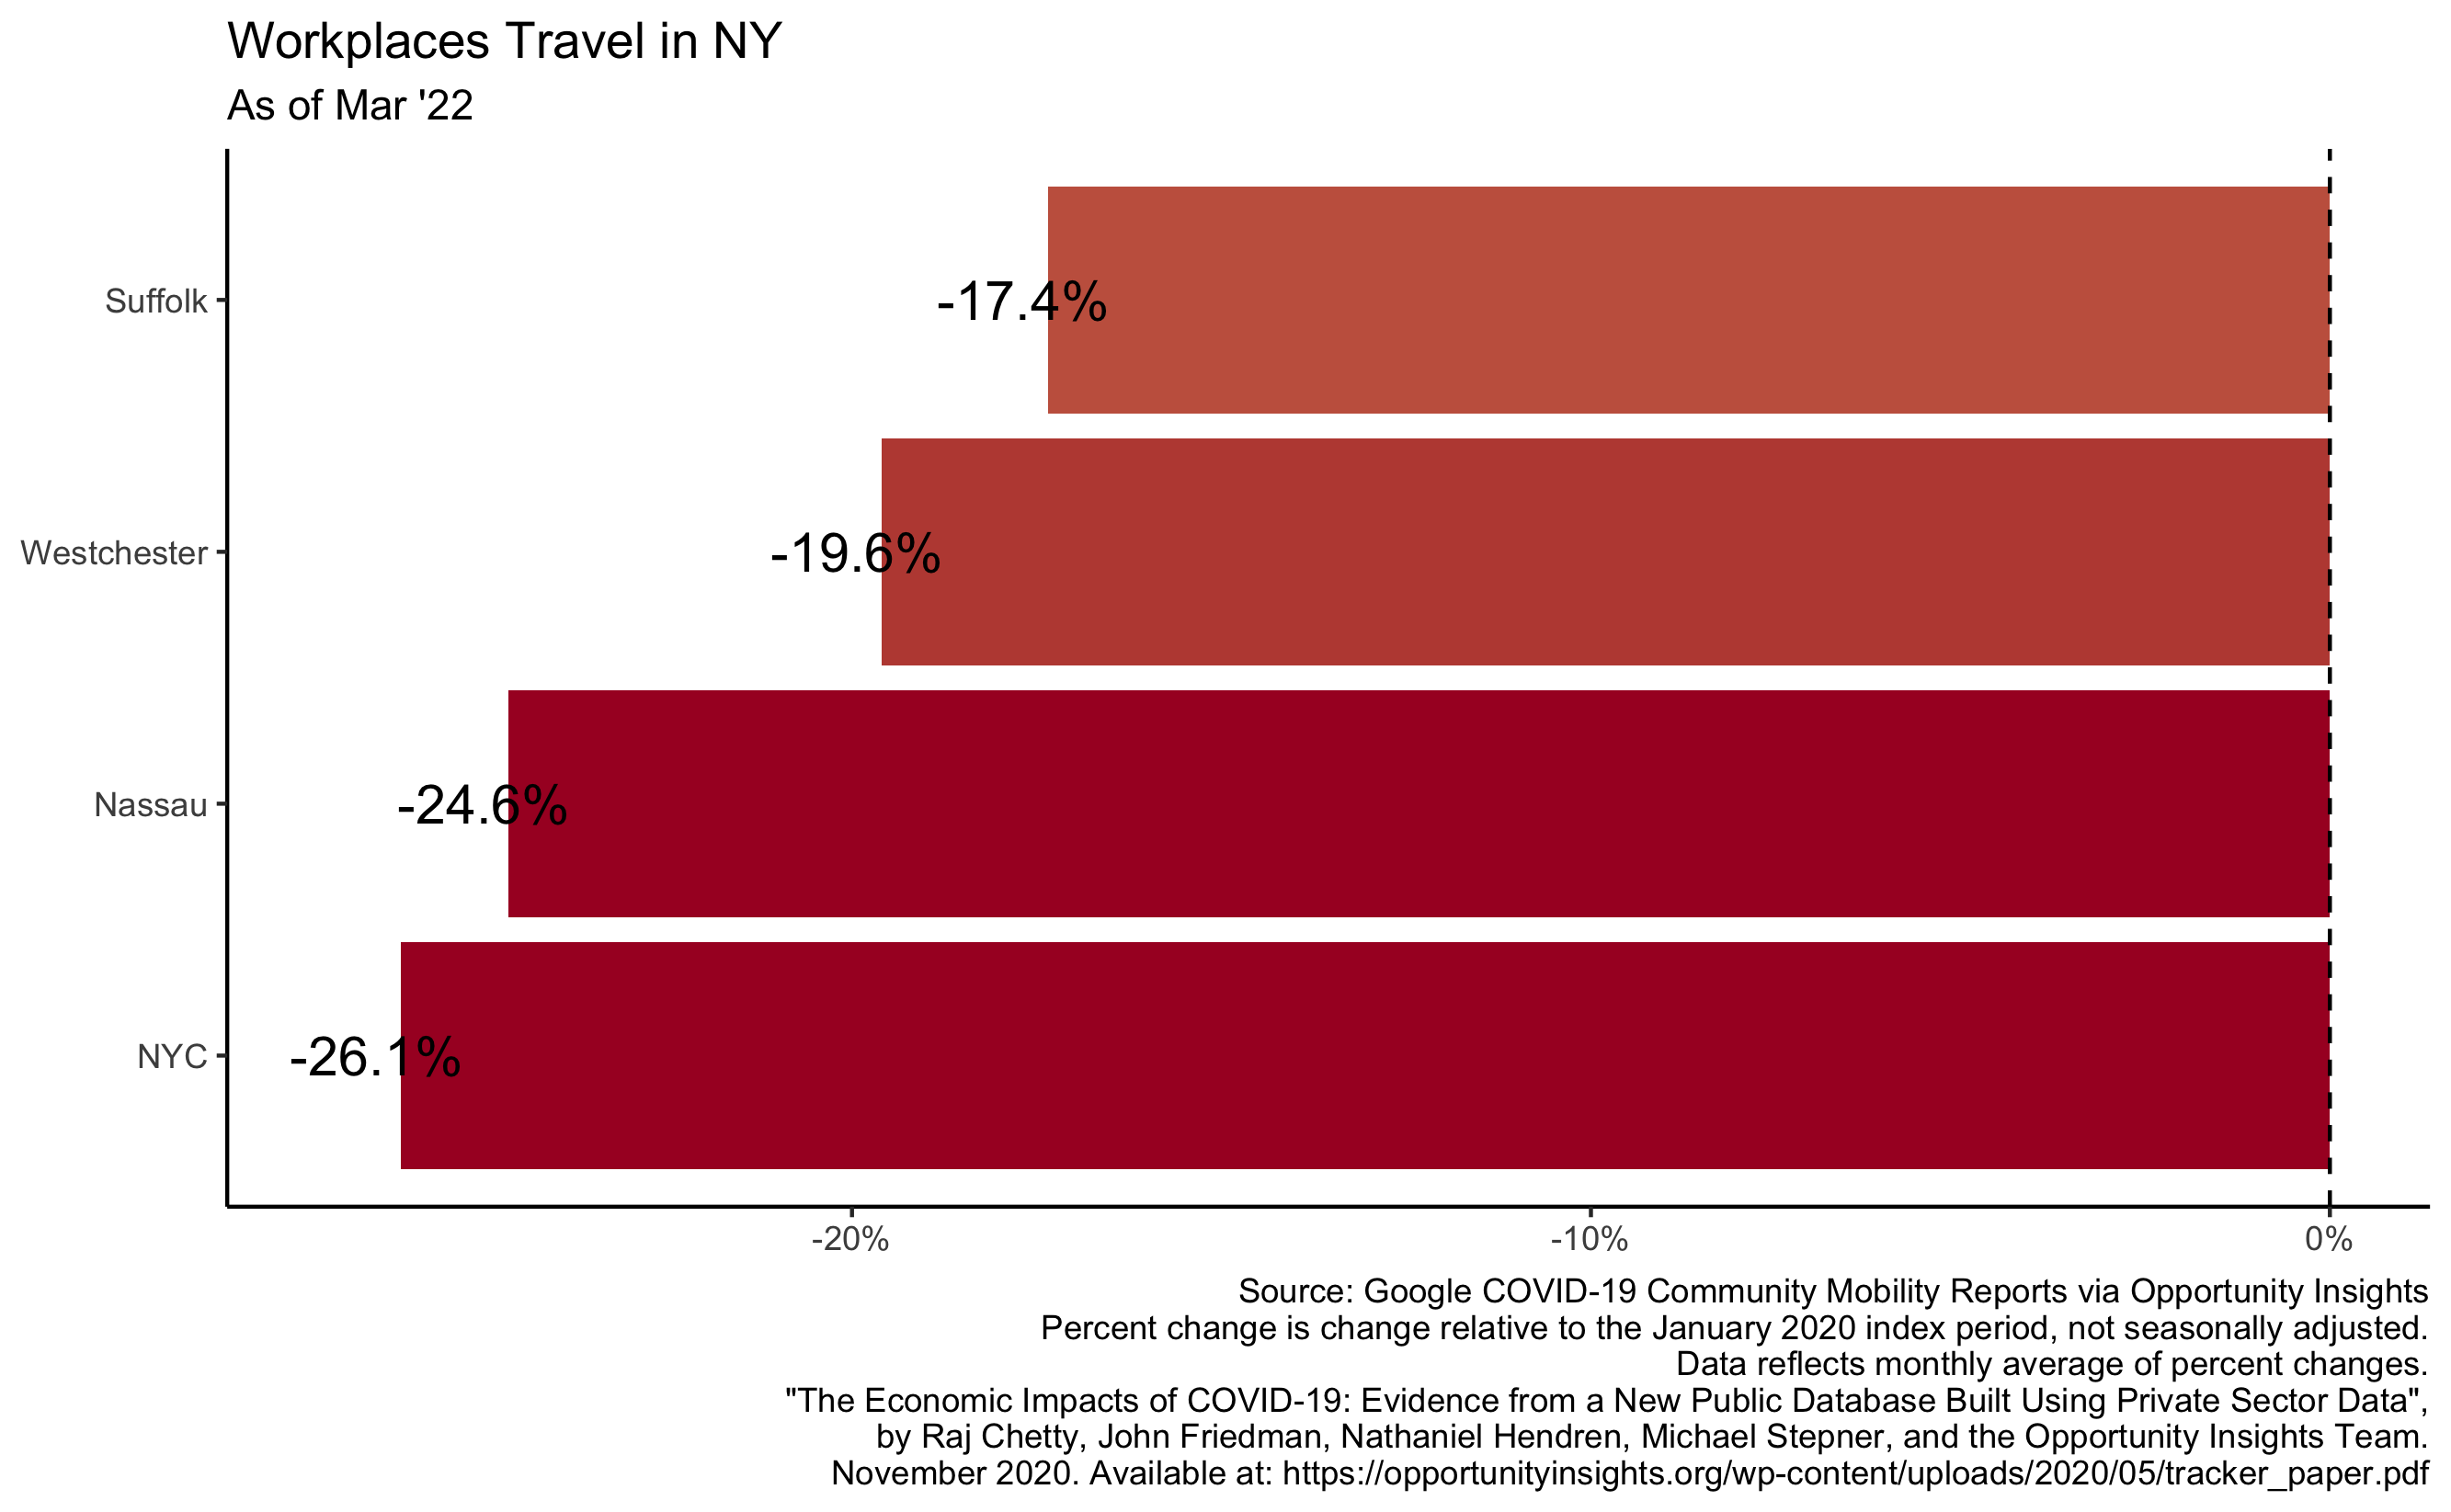 Workplaces Travel in NY
As of Mar '22
Suffolk
-17.4%
Westchester
-19.6%
Nassau
-24.6%
NYC
-26.1%
-20%
-10%
0%
Source: Google COVID-19 Community Mobility Reports via Opportunity Insights
Percent change is change relative to the January 2020 index period, not seasonally adjusted.
Data reflects monthly average of percent changes.
"The Economic Impacts of COVID-19: Evidence from a New Public Database Built Using Private Sector Data",
by Raj Chetty, John Friedman, Nathaniel Hendren, Michael Stepner, and the Opportunity Insights Team.
November 2020. Available at: https://opportunityinsights.org/wp-content/uploads/2020/05/tracker_paper.pdf